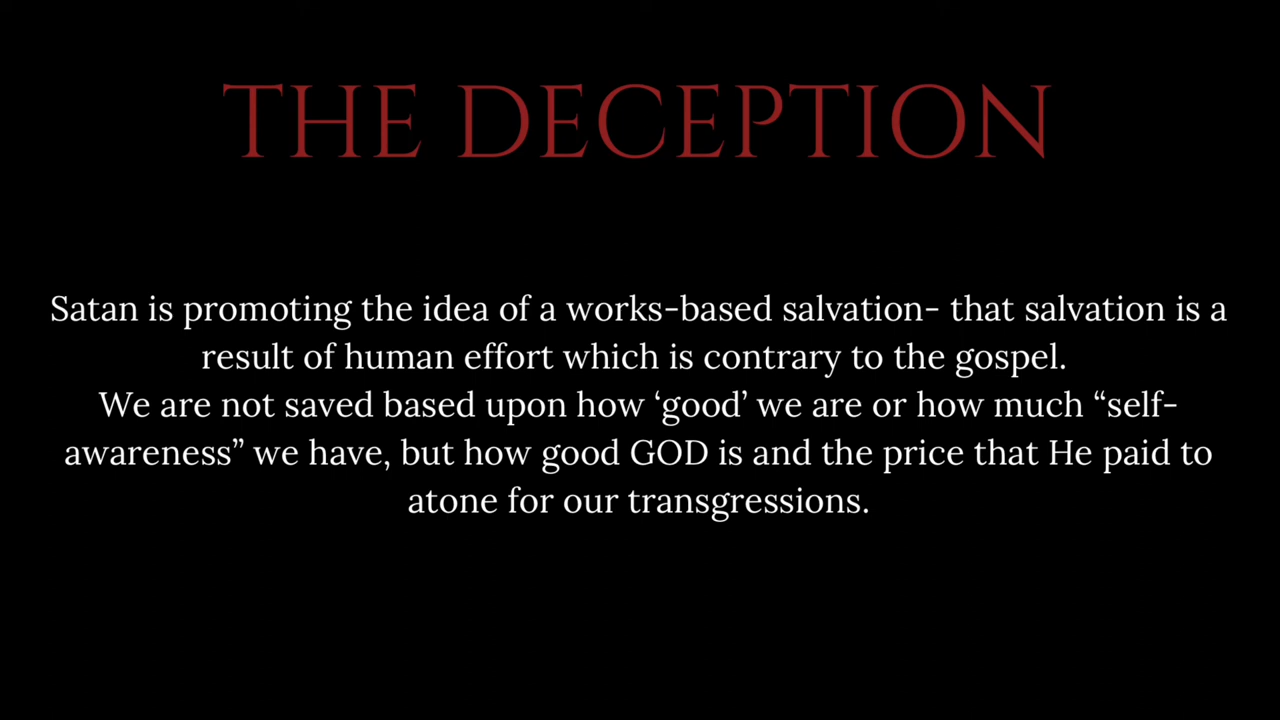 THE DECEPTION
Satan is promoting the idea of a works-based salvation- that salvation is a
result of human effort which is contrary to the gospel.
We are not saved based upon how ‘good’ we are or how much “self-
awareness” we have, but how good GOD is and the price that He paid to
atone for our transgressions.